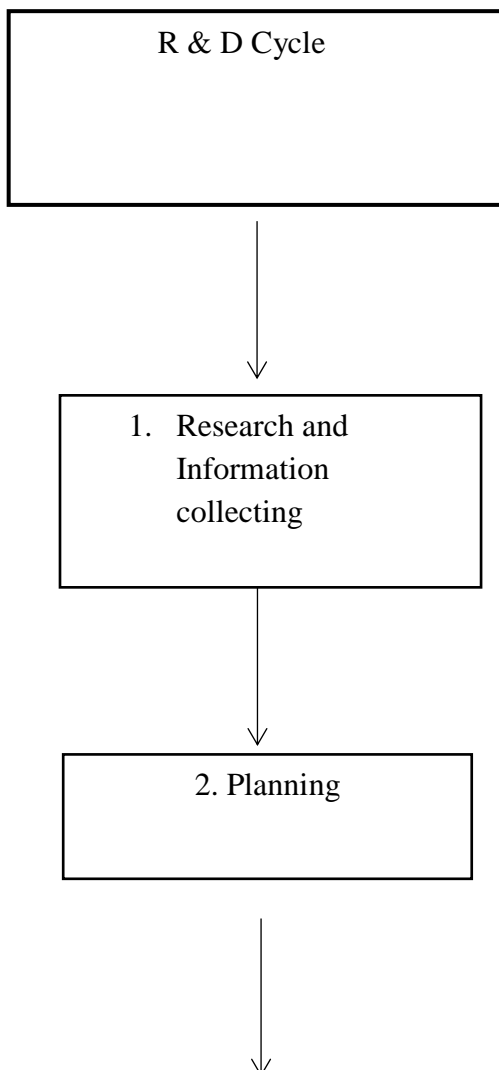 R & D Cycle
1. Research and
Information
collecting
2. Planning